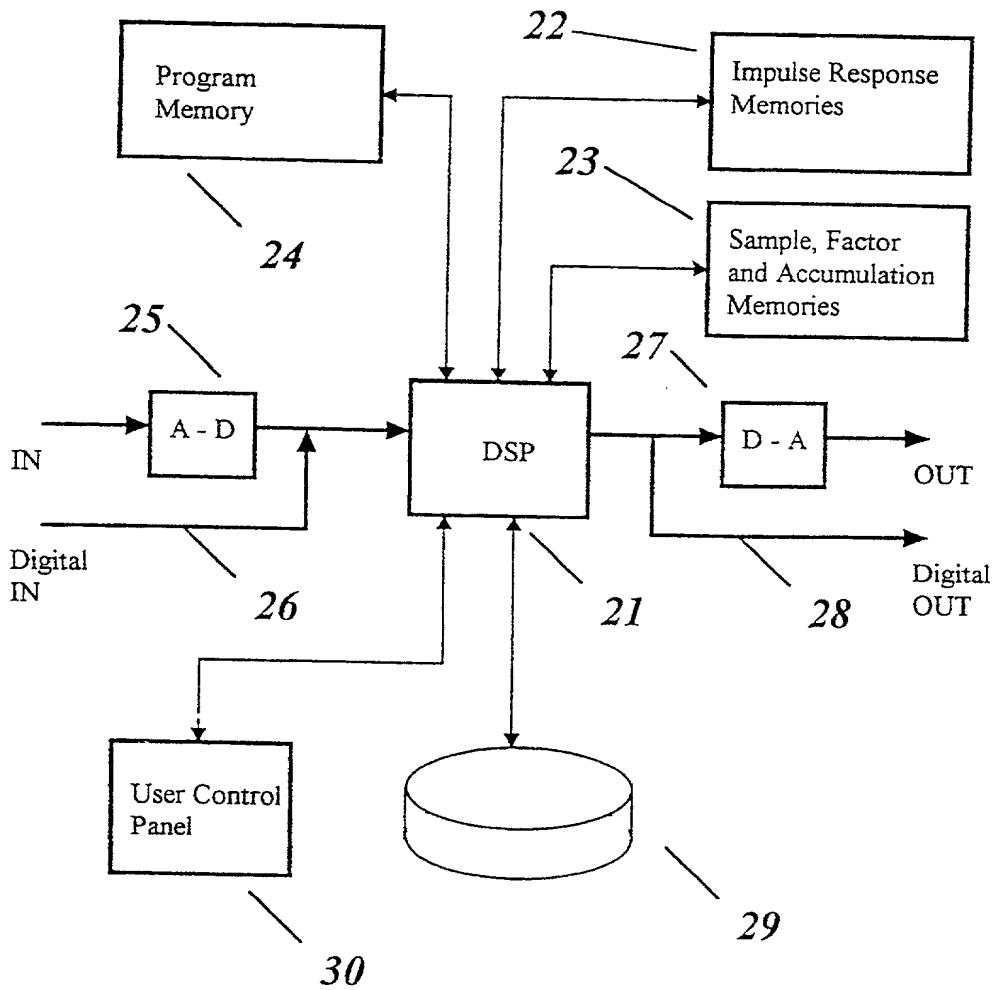 22
Program
Memory
Impulse Response
Memories
23
24
Sample, Factor
and Accumulation
Memories
25
27
A - D
DSP
D - A
IN
OUT
Digital
IN
26
21
28
Digital
OUT
User Control
Panel
29
30